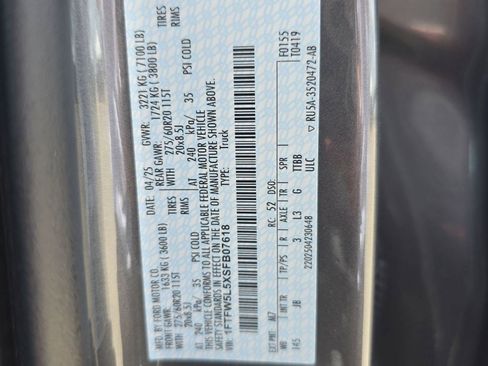 MFD. BY FORD MOTOR CO.
DATE: 04/25 GVWR: 3221 KG ( 7100 LB)
FRONT GAWR: 1633 KG ( 3600 LB) REAR GAWR: 1724 KG ( 3800 LB)
WITH 275/60R20 115T TIRES WITH 275/60R20 115T TIRES
20x8.5J RIMS 20x8.5J RIMS
AT 240 kPa/ 35 PSI COLD AT 240 kPa/ 35 PSI COLD
THIS VEHICLE CONFORMS TO ALL APPLICABLE FEDERAL MOTOR VEHICLE
SAFETY STANDARDS IN EFFECT ON THE DATE OF MANUFACTURE SHOWN ABOVE.
VIN: 1FTFW5L5XSFB07618 Truck
F0155
T0419
EXT PNT: M7 RC: 52 DSO:
WB INT TR TP/PS R AXLE TR SPR
145 JB 3 L3 G TTBB
2202504230648 ULC
▽ RU5A-3520472-AB